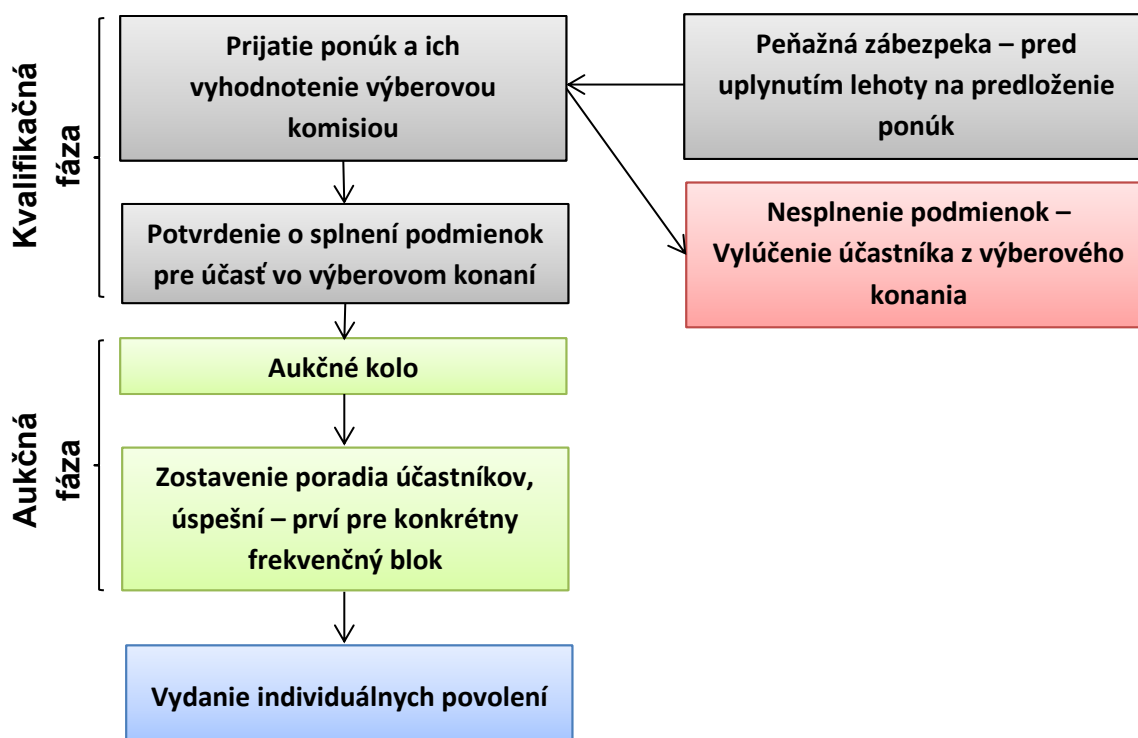 Kvalifikačná
fáza
Prijatie ponúk a ich
vyhodnotenie výberovou
komisiou
Peňažná zábezpeka – pred
uplynutím lehoty na predloženie
ponúk
Nesplnenie podmienok –
Vylúčenie účastníka z výberového
konania
Potvrdenie o splnení podmienok
pre účasť vo výberovom konaní
Aukčná
fáza
Aukčné kolo
Zostavenie poradia účastníkov,
úspešní – prví pre konkrétny
frekvenčný blok
Vydanie individuálnych povolení